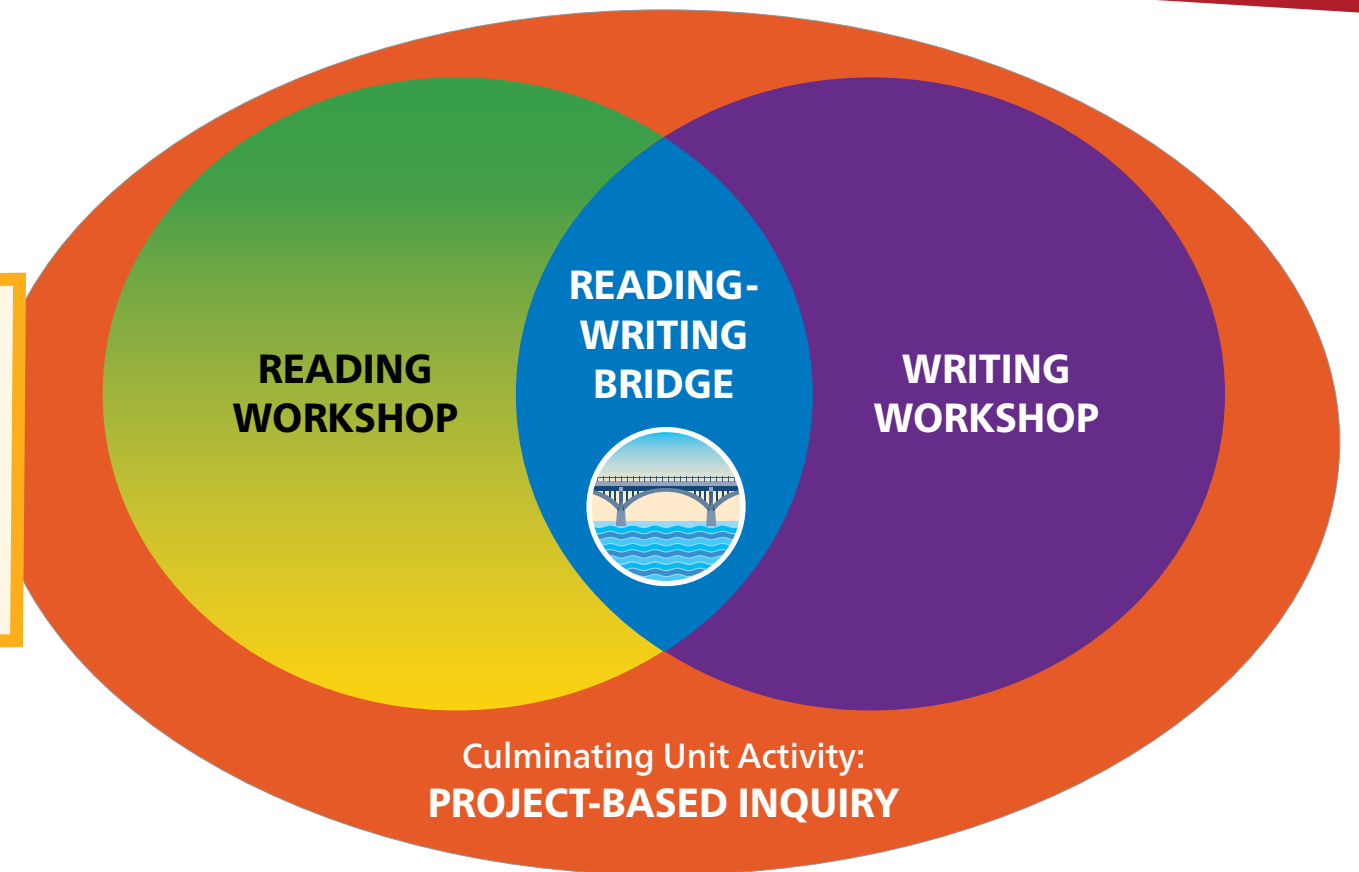 READING
WORKSHOP
READING-
WRITING
BRIDGE
WRITING
WORKSHOP
Culminating Unit Activity:
PROJECT-BASED INQUIRY